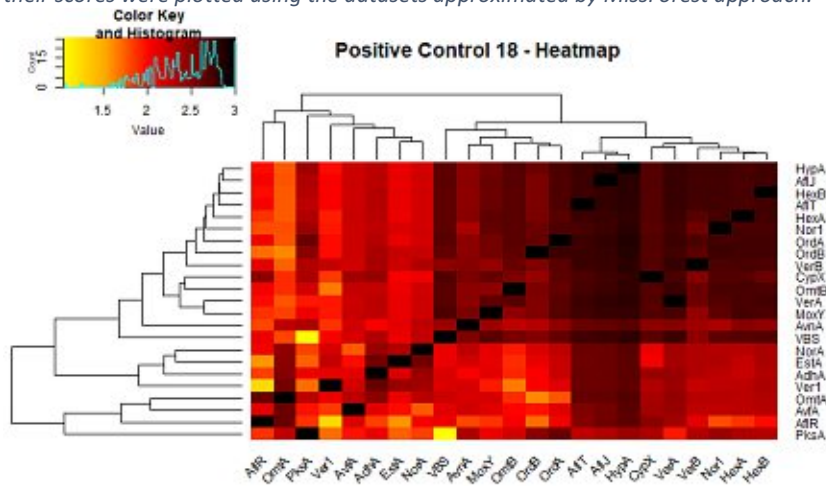 their scores were plotted using the datasets approximated by MissForest approach.
Color Key
and Histogram
Count
0 15
1.5 2 2.5 3
Value
Positive Control 18 - Heatmap
HypA
AflJ
HexB
AflT
HexA
Nor1
OrdA
OrdB
VerB
CypX
OmtB
VerA
MoxY
AvnA
VBS
NorA
EstA
AdhA
Ver1
OmtA
AvfA
AflR
PksA
AflR OmtA PksA Ver1 AvfA AdhA EstA NorA VBS AvnA MoxY OmtB OrdB OrdA AflT AflJ HypA CypX VerA VerB Nor1 HexA HexB